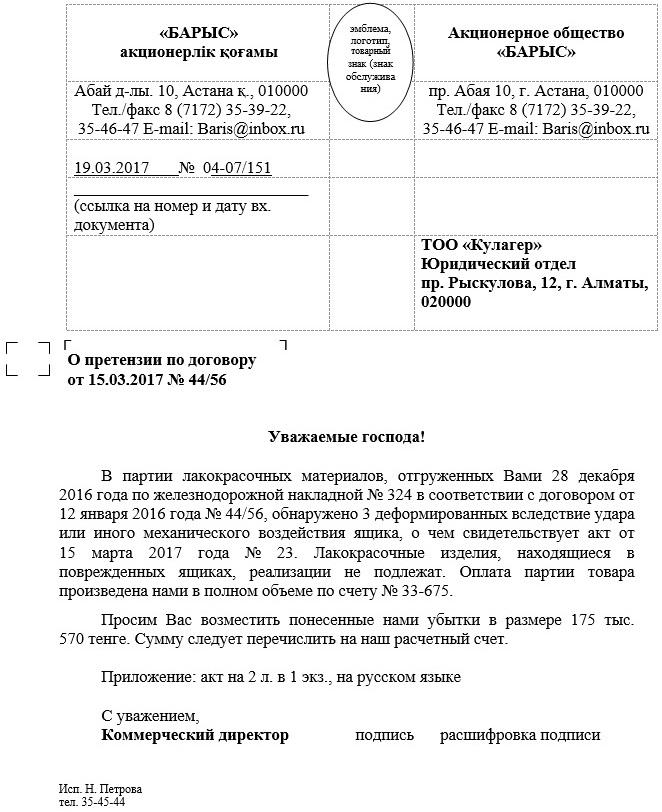 «БАРЫС»
акционерлік қоғамы
эмблема,
логотип,
товарный
знак (знак
обслужива
ния)
Акционерное общество
«БАРЫС»
Абай д-лы. 10, Астана қ., 010000
Тел./факс 8 (7172) 35-39-22,
35-46-47 E-mail: Baris@inbox.ru
пр. Абая 10, г. Астана, 010000
Тел./факс 8 (7172) 35-39-22,
35-46-47 E-mail: Baris@inbox.ru
19.03.2017 № 04-07/151
(ссылка на номер и дату вх.
документа)
ТОО «Кулагер»
Юридический отдел
пр. Рыскулова, 12, г. Алматы,
020000
О претензии по договору
от 15.03.2017 № 44/56
Уважаемые господа!
В партии лакокрасочных материалов, отгруженных Вами 28 декабря
2016 года по железнодорожной накладной № 324 в соответствии с договором от
12 января 2016 года № 44/56, обнаружено 3 деформированных вследствие удара
или иного механического воздействия ящика, о чем свидетельствует акт от
15 марта 2017 года № 23. Лакокрасочные изделия, находящиеся в
поврежденных ящиках, реализации не подлежат. Оплата партии товара
произведена нами в полном объеме по счету № 33-675.
Просим Вас возместить понесенные нами убытки в размере 175 тыс.
570 тенге. Сумму следует перечислить на наш расчетный счет.
Приложение: акт на 2 л. в 1 экз., на русском языке
С уважением,
Коммерческий директор подпись расшифровка подписи
Исп. Н. Петрова
тел. 35-45-44